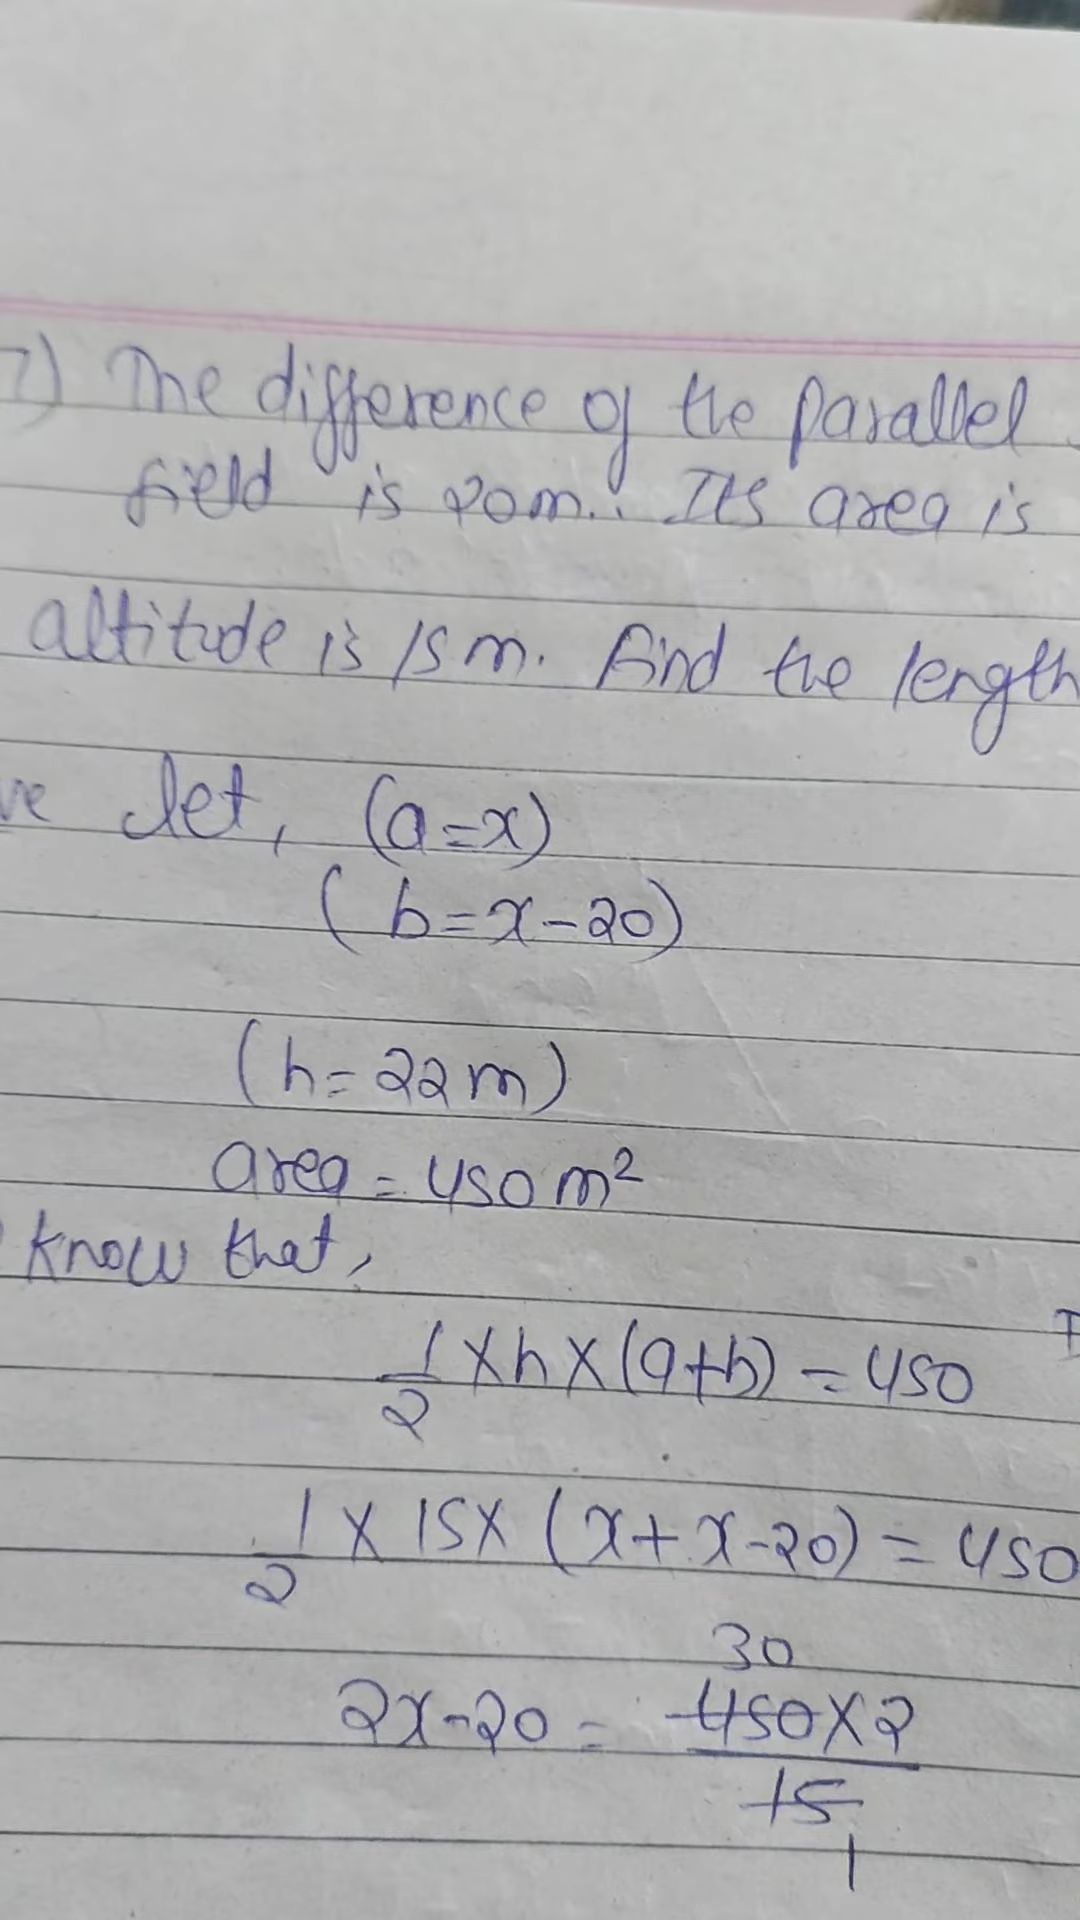 7) The difference of the parallel
field is 20m.. Its area is
altitude is 15m. find the length
ve let, (a=x)
(b=x-20)
(h=22m)
area = 450m²
know that,
1/2 x h x (a+b) = 450
1/2 x 15 x (x+x-20) = 450
30
2x-20 = 450x2/15
1